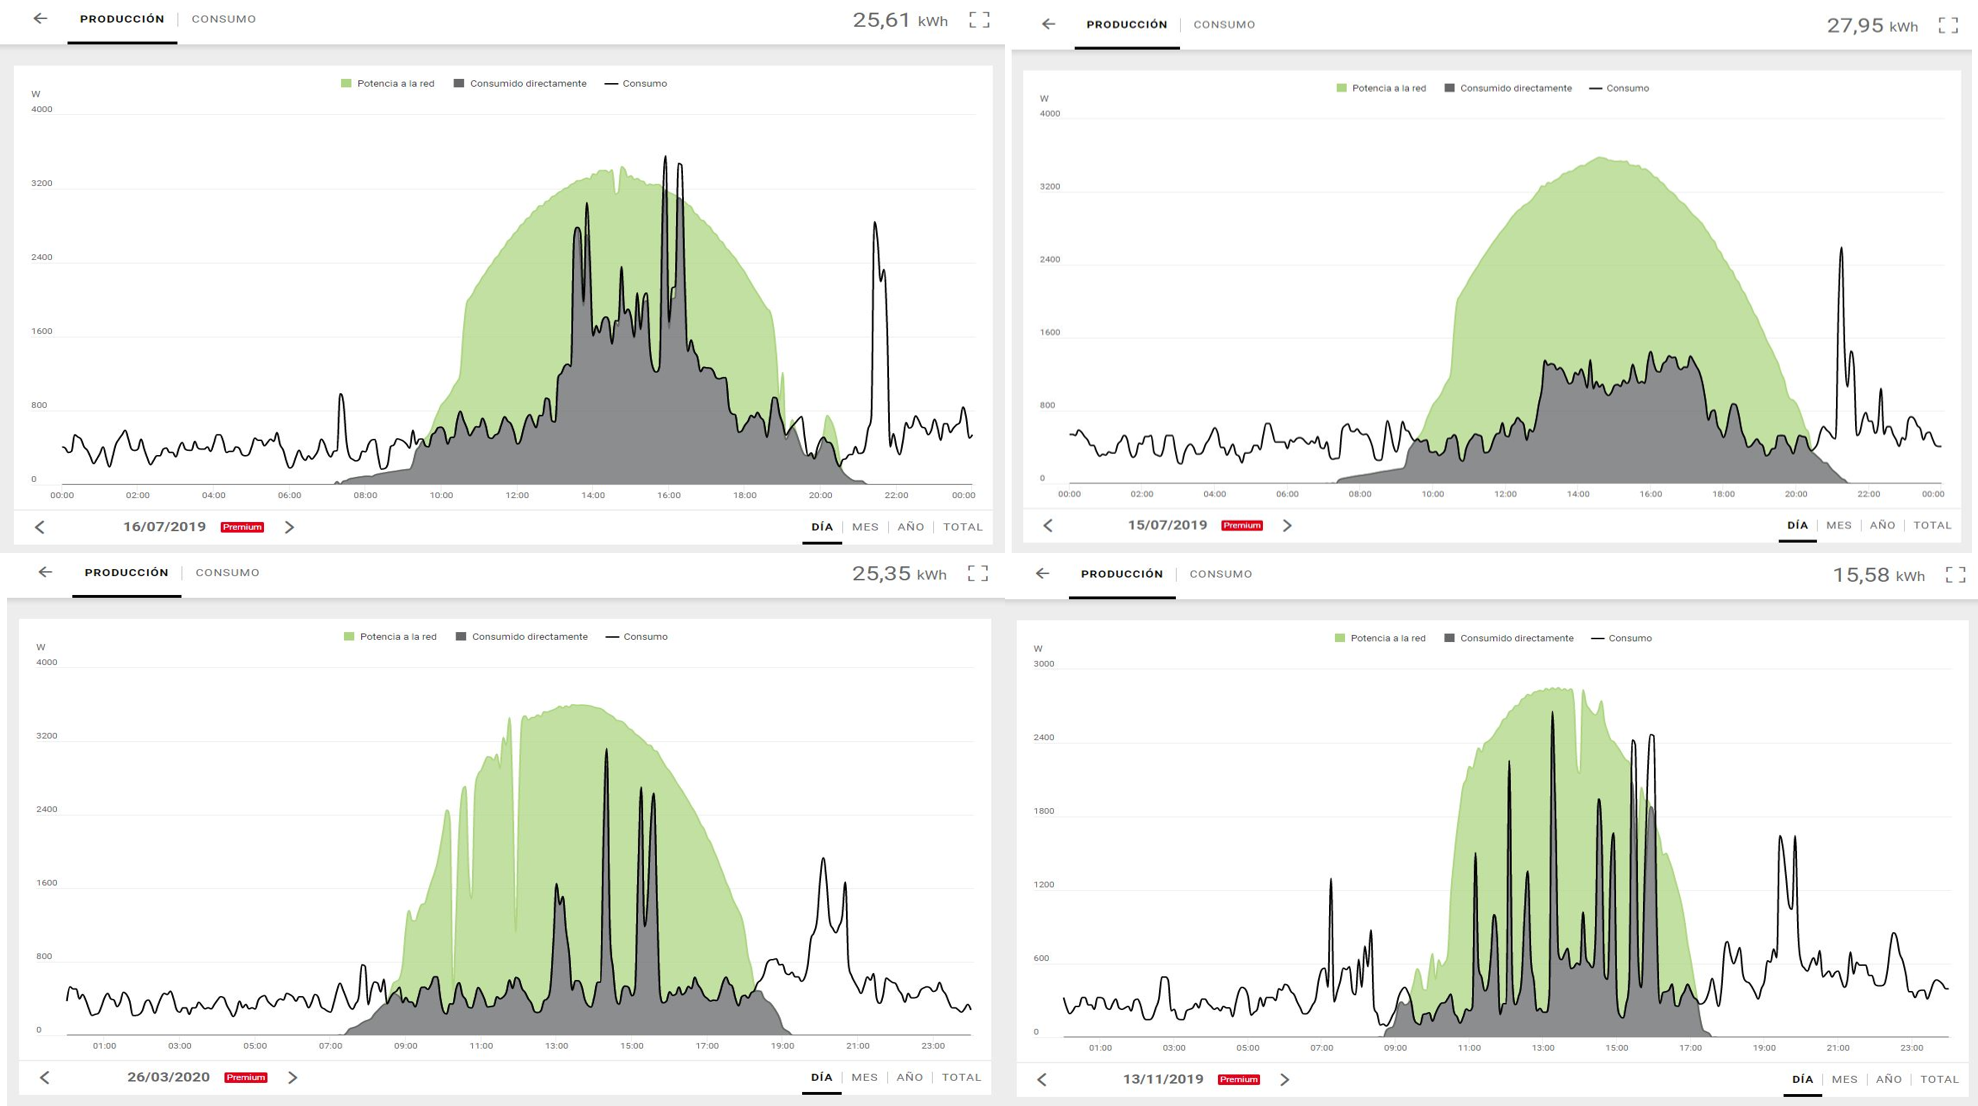 PRODUCCIÓN CONSUMO 25,61 kWh
Potencia a la red Consumido directamente Consumo
W
4000
3200
2400
1600
800
0
00:00 02:00 04:00 06:00 08:00 10:00 12:00 14:00 16:00 18:00 20:00 22:00 00:00
16/07/2019 Premium DÍA MES AÑO TOTAL
PRODUCCIÓN CONSUMO 27,95 kWh
Potencia a la red Consumido directamente Consumo
W
4000
3200
2400
1600
800
0
00:00 02:00 04:00 06:00 08:00 10:00 12:00 14:00 16:00 18:00 20:00 22:00 00:00
15/07/2019 Premium DÍA MES AÑO TOTAL
PRODUCCIÓN CONSUMO 25,35 kWh
Potencia a la red Consumido directamente Consumo
W
4000
3200
2400
1600
800
0
01:00 03:00 05:00 07:00 09:00 11:00 13:00 15:00 17:00 19:00 21:00 23:00
26/03/2020 Premium DÍA MES AÑO TOTAL
PRODUCCIÓN CONSUMO 15,58 kWh
Potencia a la red Consumido directamente Consumo
W
3000
2400
1800
1200
600
0
01:00 03:00 05:00 07:00 09:00 11:00 13:00 15:00 17:00 19:00 21:00 23:00
13/11/2019 Premium DÍA MES AÑO TOTAL